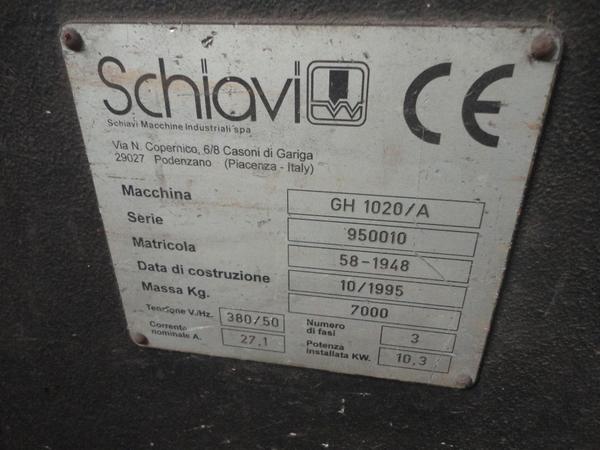 Schiavi CE
Schiavi Macchine Industriali spa
Via N. Copernico, 6/8 Casoni di Gariga
29027 Podenzano (Piacenza - Italy)
Macchina GH 1020/A
Serie 950010
Matricola 58-1948
Data di costruzione 10/1995
Massa Kg. 7000
Tensione V./Hz. 380/50 Numero di fasi 3
Corrente nominale A. 27,1 Potenza installata KW. 10,3